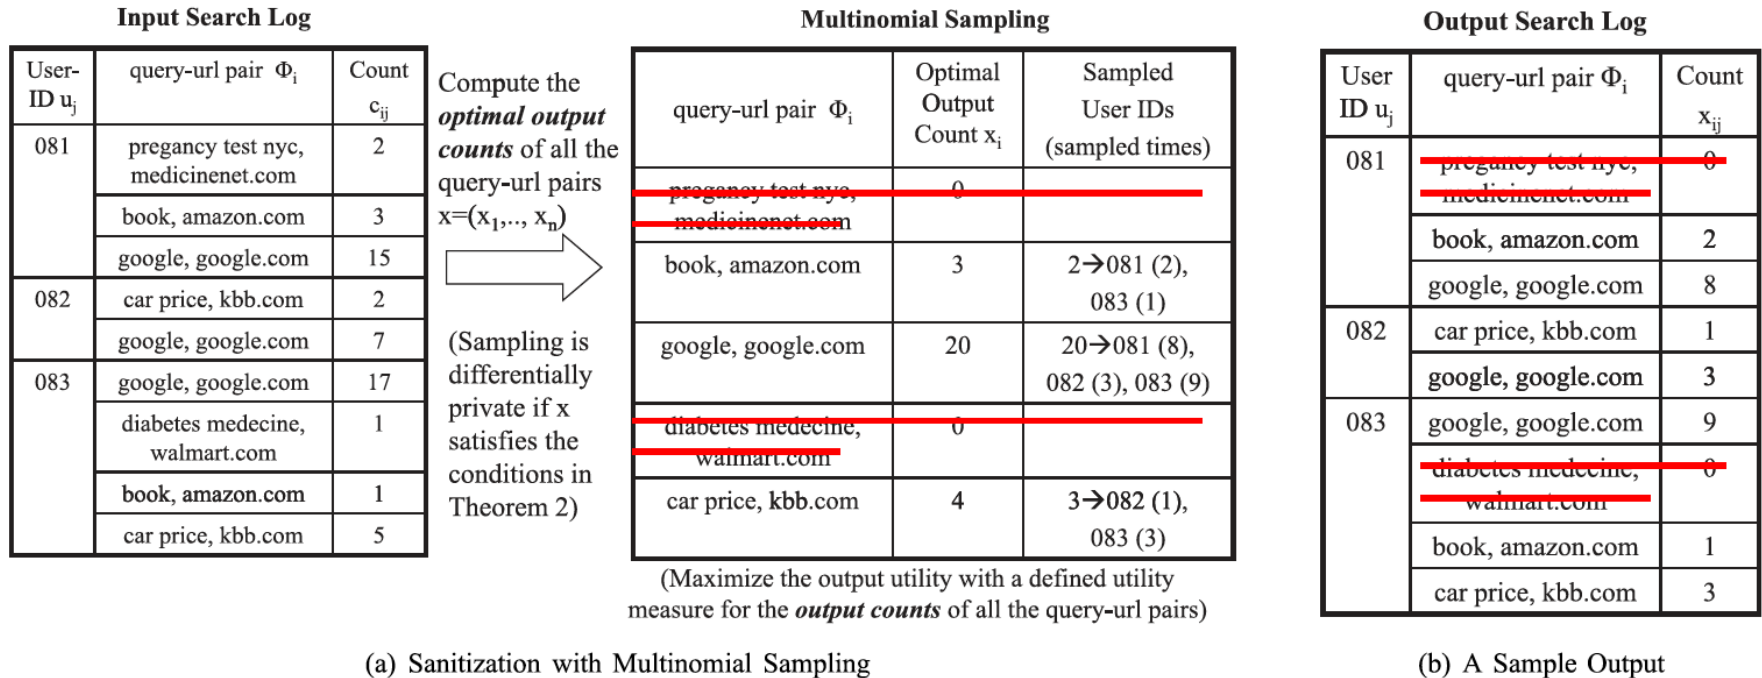 Input Search Log
User-
ID uj
query-url pair Φi
Count
cij
081
pregancy test nyc,
medicinenet.com
2
book, amazon.com
3
google, google.com
15
082
car price, kbb.com
2
google, google.com
7
083
google, google.com
17
diabetes medecine,
walmart.com
1
book, amazon.com
1
car price, kbb.com
5
Compute the
optimal output
counts of all the
query-url pairs
x=(x1,.., xn)
(Sampling is
differentially
private if x
satisfies the
conditions in
Theorem 2)
Multinomial Sampling
query-url pair Φi
Optimal
Output
Count xi
Sampled
User IDs
(sampled times)
pregancy test nyc,
medicinenet.com
0
book, amazon.com
3
2→081 (2),
083 (1)
google, google.com
20
20→081 (8),
082 (3), 083 (9)
diabetes medecine,
walmart.com
0
car price, kbb.com
4
3→082 (1),
083 (3)
(Maximize the output utility with a defined utility
measure for the output counts of all the query-url pairs)
(a) Sanitization with Multinomial Sampling
Output Search Log
User
ID uj
query-url pair Φi
Count
xij
081
pregancy test nyc,
medicinenet.com
0
book, amazon.com
2
google, google.com
8
082
car price, kbb.com
1
google, google.com
3
083
google, google.com
9
diabetes medecine,
walmart.com
0
book, amazon.com
1
car price, kbb.com
3
(b) A Sample Output